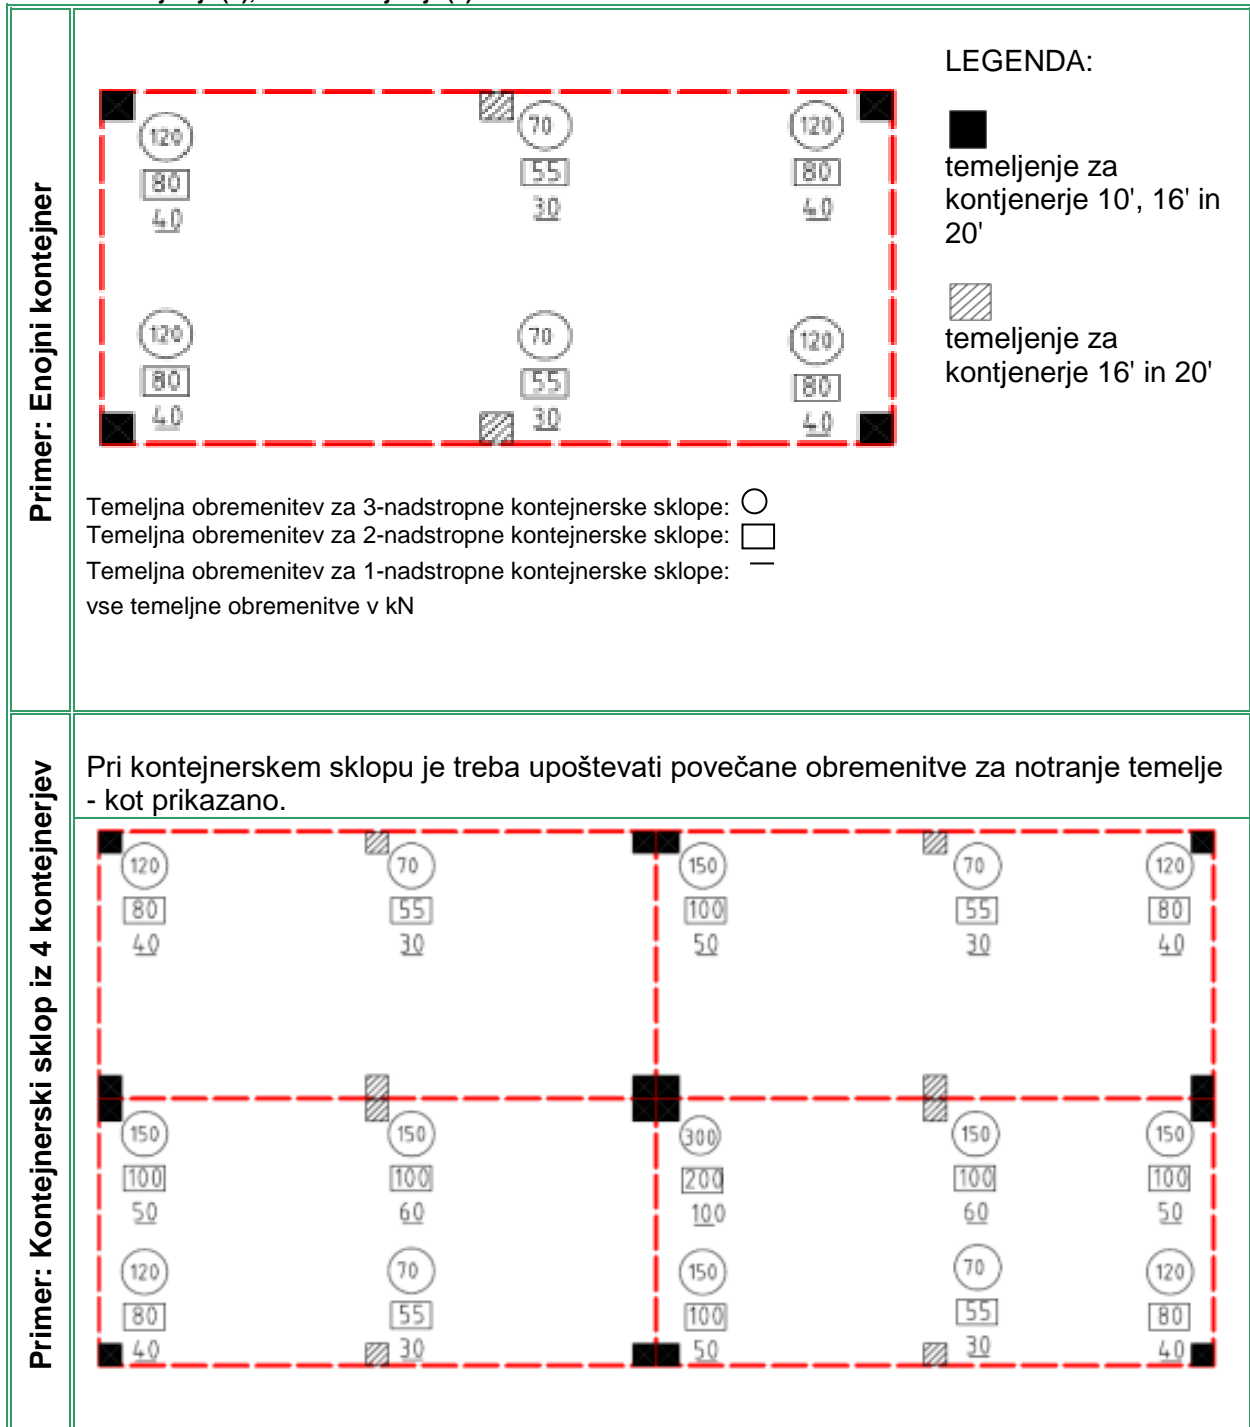 Primer: Enojni kontejner
120 70 120
80 55 80
40 30 40
120 70 120
80 55 80
40 30 40
LEGENDA:
temeljenje za
kontjenerje 10', 16' in
20'
temeljenje za
kontjenerje 16' in 20'
Temeljna obremenitev za 3-nadstropne kontejnerske sklope:
Temeljna obremenitev za 2-nadstropne kontejnerske sklope:
Temeljna obremenitev za 1-nadstropne kontejnerske sklope:
vse temeljne obremenitve v kN
Primer: Kontejnerski sklop iz 4 kontejnerjev
Pri kontejnerskem sklopu je treba upoštevati povečane obremenitve za notranje temelje
- kot prikazano.
120 70 150 70 120
80 55 100 55 80
40 30 50 30 40
150 150 300 150 150
100 100 200 100 100
50 60 100 60 50
120 70 150 70 120
80 55 100 55 80
40 30 50 30 40